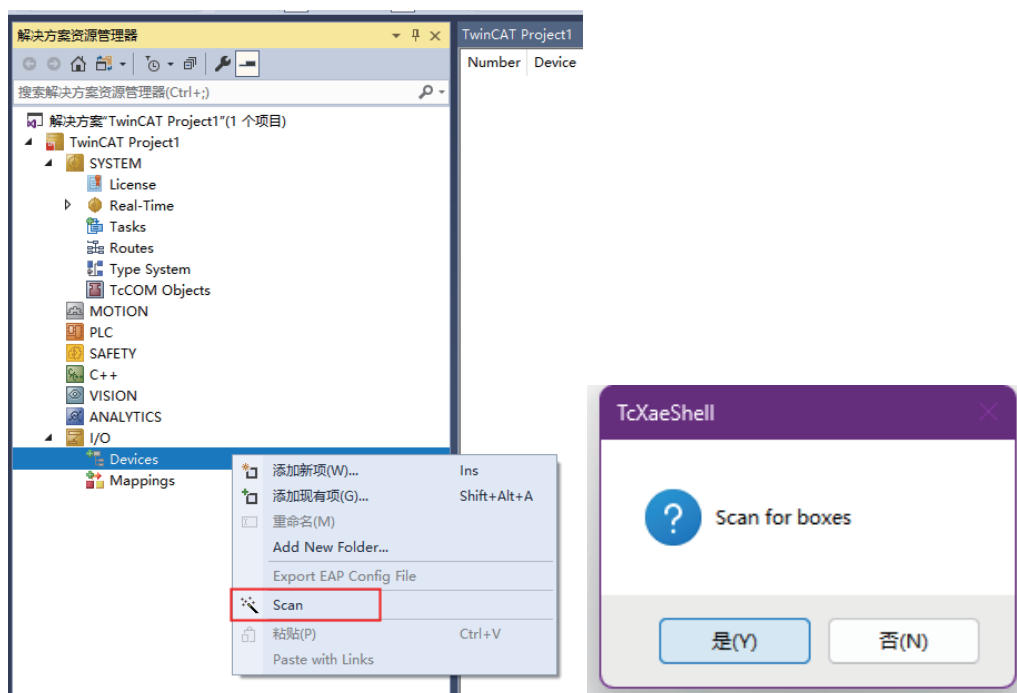 解决方案资源管理器
搜索解决方案资源管理器(Ctrl+;)
解决方案"TwinCAT Project1"(1 个项目)
TwinCAT Project1
SYSTEM
License
Real-Time
Tasks
Routes
Type System
TcCOM Objects
MOTION
PLC
SAFETY
C++
VISION
ANALYTICS
I/O
Devices
Mappings
TwinCAT Project1
Number Device
添加新项(W)... Ins
添加现有项(G)... Shift+Alt+A
重命名(M)
Add New Folder...
Export EAP Config File
Scan
粘贴(P) Ctrl+V
Paste with Links
TcXaeShell
Scan for boxes
是(Y) 否(N)